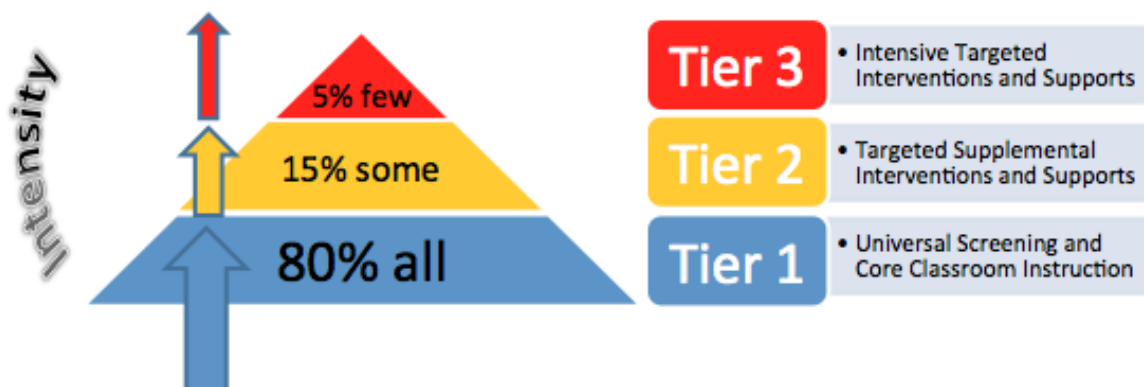 Intensity
5% few
15% some
80% all
Tier 3
• Intensive Targeted
Interventions and Supports
Tier 2
• Targeted Supplemental
Interventions and Supports
Tier 1
• Universal Screening and
Core Classroom Instruction